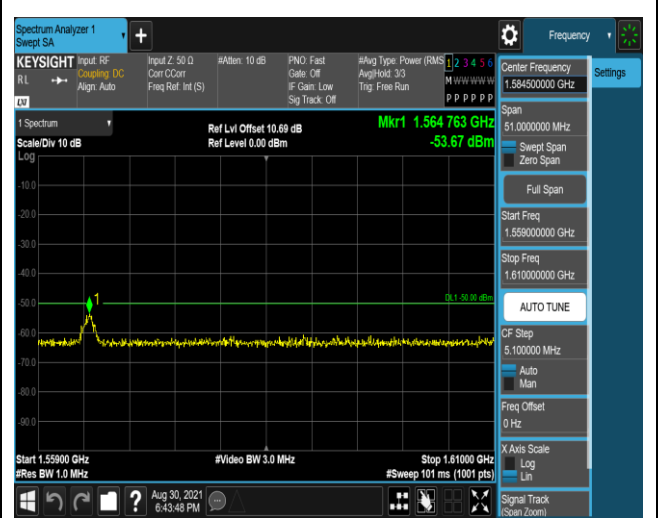 Spectrum Analyzer 1
Swept SA
Frequency
KEYSIGHT
RL
LXI
Input: RF
Coupling: DC
Align: Auto
Input Z: 50 Ω
Corr CCorr
Freq Ref: Int (S)
#Atten: 10 dB
PNO: Fast
Gate: Off
IF Gain: Low
Sig Track: Off
#Avg Type: Power (RMS
Avg|Hold: 3/3
Trig: Free Run
1 2 3 4 5 6
M W W W W W
P P P P P P
1 Spectrum
Scale/Div 10 dB
Log
Ref Lvl Offset 10.69 dB
Ref Level 0.00 dBm
Mkr1 1.564 763 GHz
-53.67 dBm
-10.0
-20.0
-30.0
-40.0
-50.0
-60.0
-70.0
-80.0
-90.0
1
DL1 -50.00 dBm
Start 1.55900 GHz
#Res BW 1.0 MHz
#Video BW 3.0 MHz
Stop 1.61000 GHz
#Sweep 101 ms (1001 pts)
?
Aug 30, 2021
6:43:48 PM
Center Frequency
1.584500000 GHz
Settings
Span
51.0000000 MHz
Swept Span
Zero Span
Full Span
Start Freq
1.559000000 GHz
Stop Freq
1.610000000 GHz
AUTO TUNE
CF Step
5.100000 MHz
Auto
Man
Freq Offset
0 Hz
X Axis Scale
Log
Lin
Signal Track
(Span Zoom)